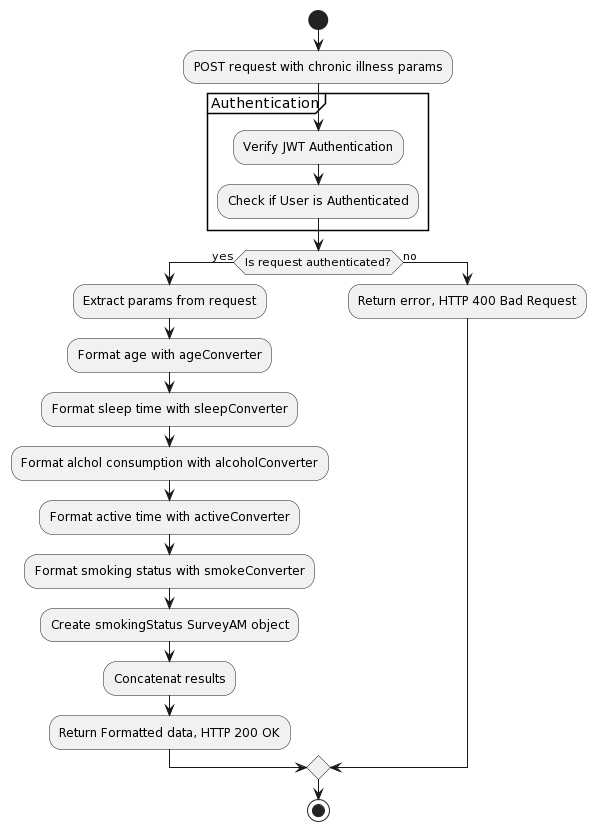 POST request with chronic illness params
Authentication
Verify JWT Authentication
Check if User is Authenticated
yes
Is request authenticated?
no
Extract params from request
Return error, HTTP 400 Bad Request
Format age with ageConverter
Format sleep time with sleepConverter
Format alchol consumption with alcoholConverter
Format active time with activeConverter
Format smoking status with smokeConverter
Create smokingStatus SurveyAM object
Concatenat results
Return Formatted data, HTTP 200 OK